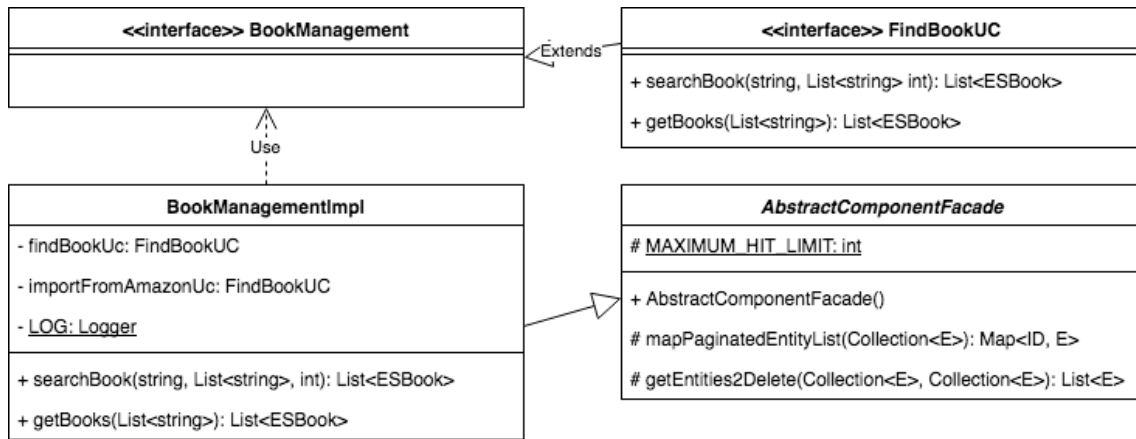 <<interface>> BookManagement
Extends
<<interface>> FindBookUC
+ searchBook(string, List<string> int): List<ESBook>
+ getBooks(List<string>): List<ESBook>
Use
BookManagementImpl
- findBookUc: FindBookUC
- importFromAmazonUc: FindBookUC
- LOG: Logger
+ searchBook(string, List<string>, int): List<ESBook>
+ getBooks(List<string>): List<ESBook>
AbstractComponentFacade
# MAXIMUM_HIT_LIMIT: int
+ AbstractComponentFacade()
# mapPaginatedEntityList(Collection<E>): Map<ID, E>
# getEntities2Delete(Collection<E>, Collection<E>): List<E>